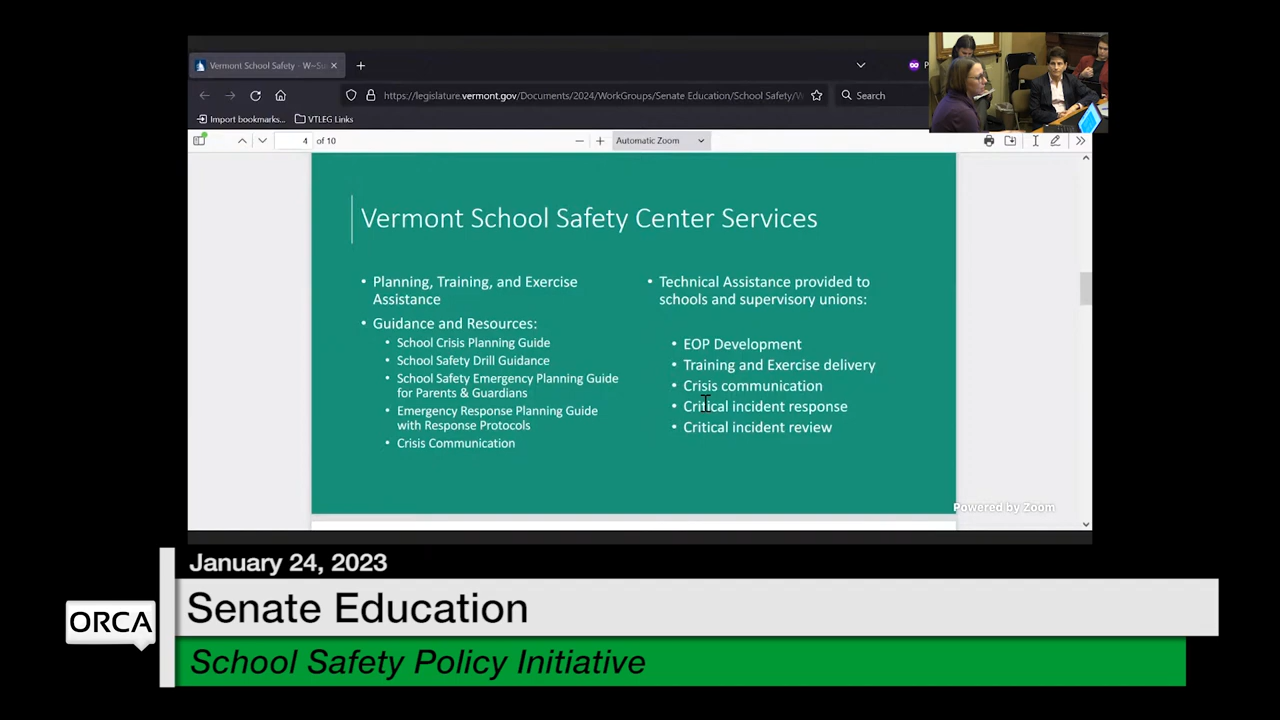 Vermont School Safety - W-Su
https://legislature.vermont.gov/Documents/2024/WorkGroups/Senate Education/School Safety/W
Search
P
Import bookmarks...
VTLEG Links
4 of 10
Automatic Zoom
Vermont School Safety Center Services
• Planning, Training, and Exercise
Assistance
• Guidance and Resources:
• School Crisis Planning Guide
• School Safety Drill Guidance
• School Safety Emergency Planning Guide
for Parents & Guardians
• Emergency Response Planning Guide
with Response Protocols
• Crisis Communication
• Technical Assistance provided to
schools and supervisory unions:
• EOP Development
• Training and Exercise delivery
• Crisis communication
• Critical incident response
• Critical incident review
Powered by Zoom
January 24, 2023
ORCA
Senate Education
School Safety Policy Initiative